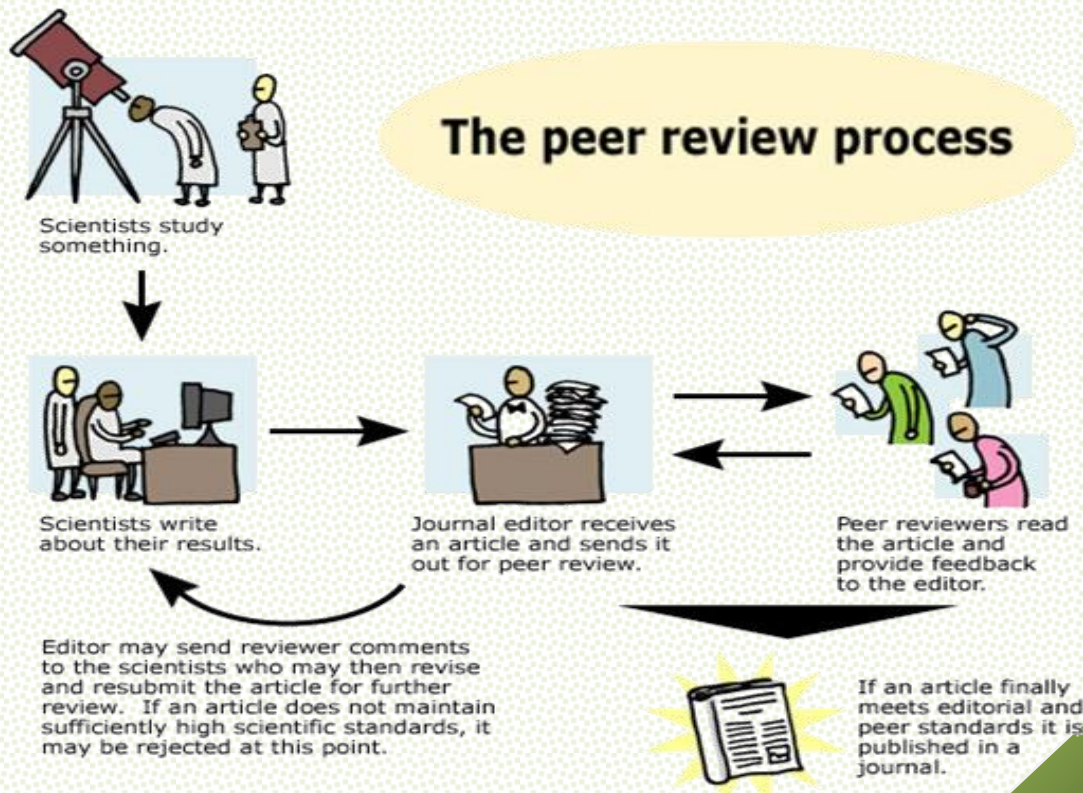 The peer review process
Scientists study
something.
Scientists write
about their results.
Journal editor receives
an article and sends it
out for peer review.
Peer reviewers read
the article and
provide feedback
to the editor.
Editor may send reviewer comments
to the scientists who may then revise
and resubmit the article for further
review. If an article does not maintain
sufficiently high scientific standards, it
may be rejected at this point.
If an article finally
meets editorial and
peer standards it is
published in a
journal.